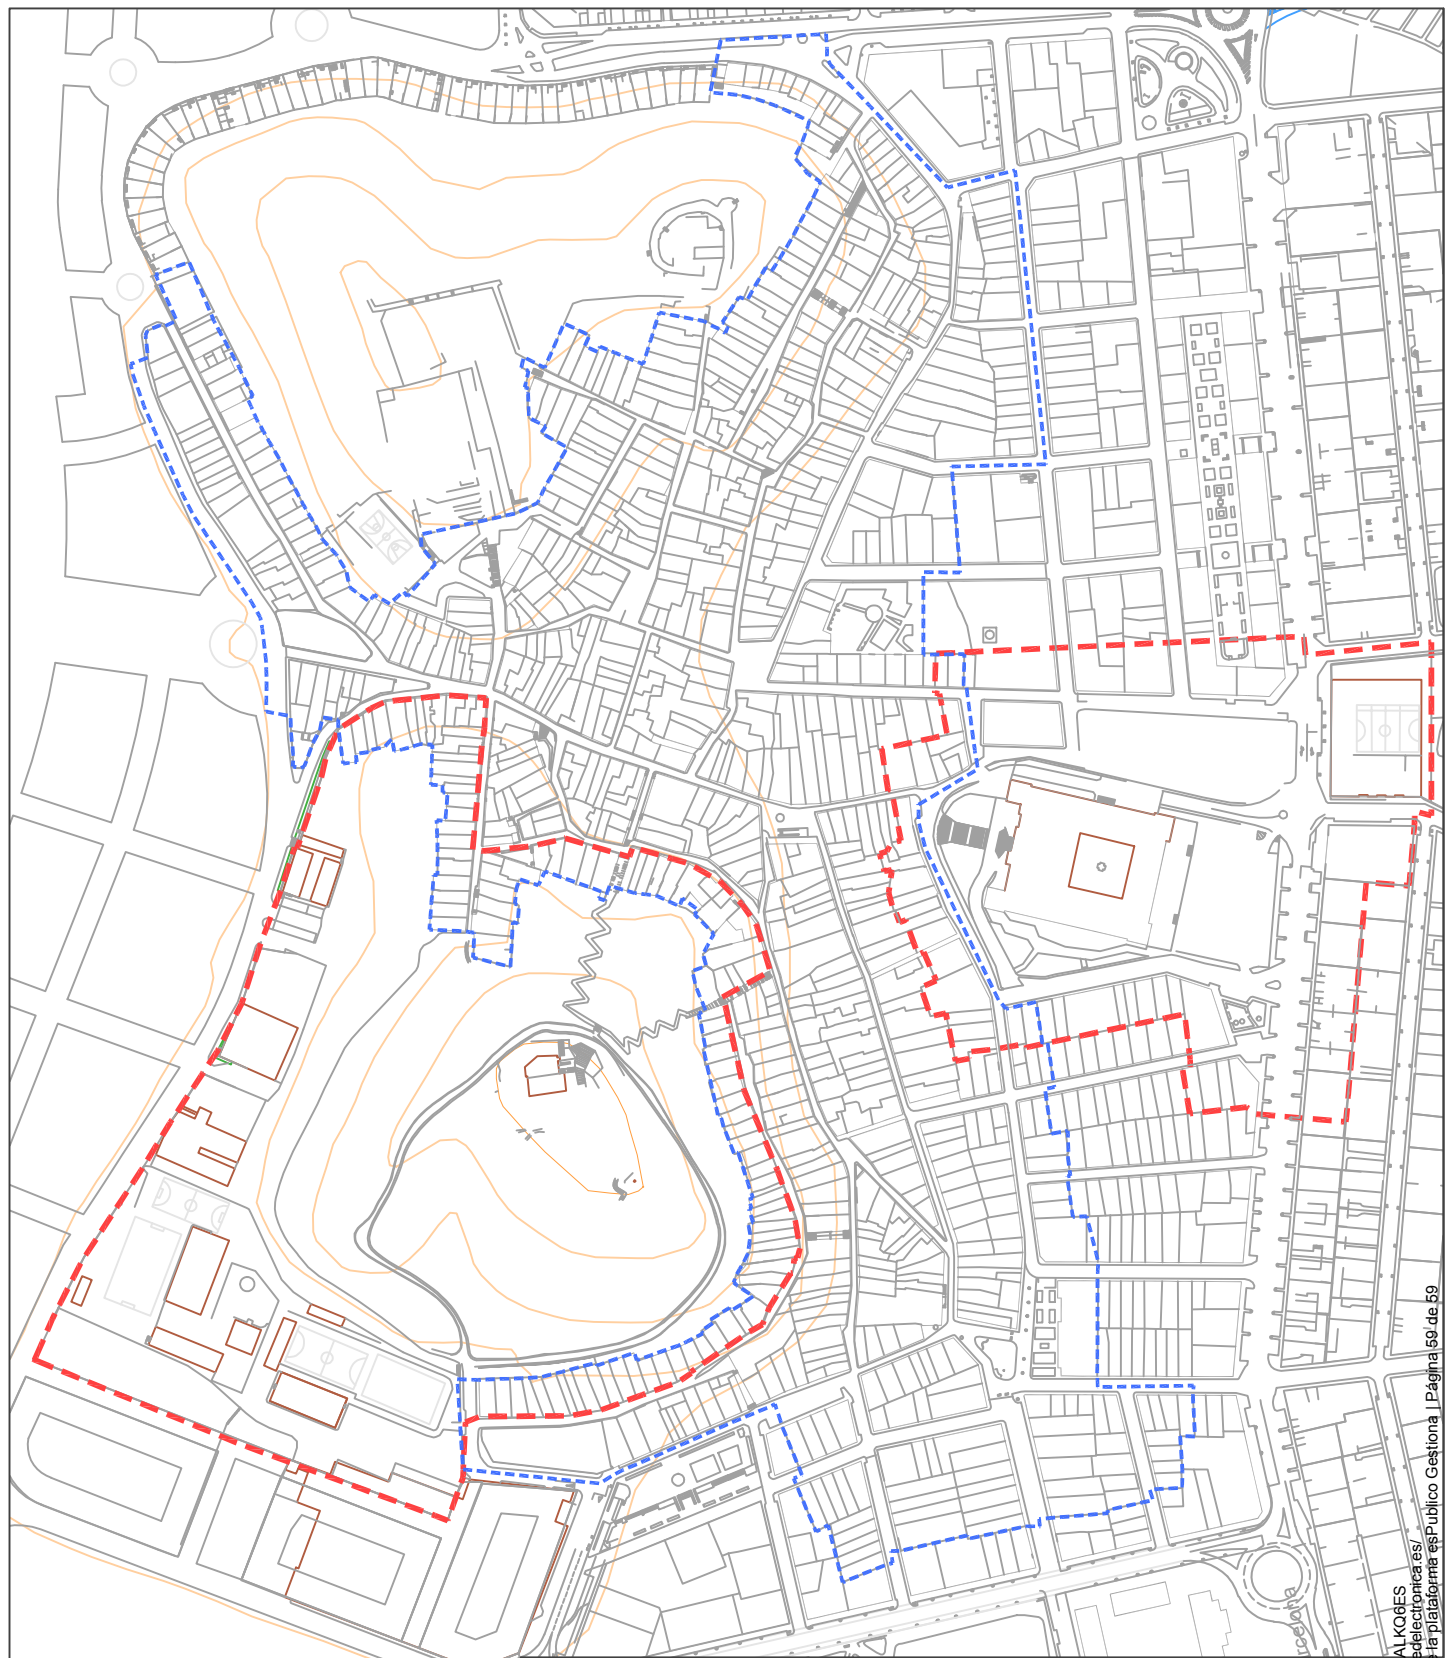 ALKQ6ES
edelectronica.es/
la plataforma esPublico Gestiona | Página 59 de 59